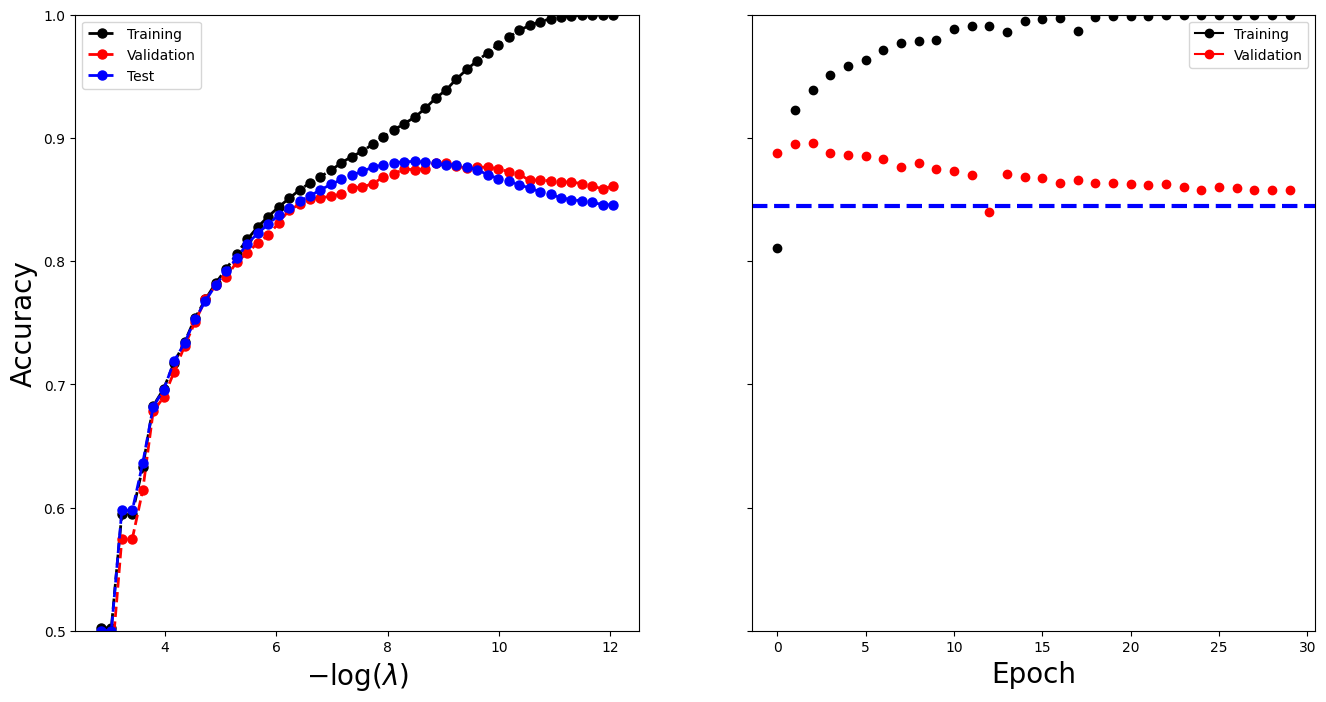 Training
Validation
Test
Accuracy
1.0
0.9
0.8
0.7
0.6
0.5
4 6 8 10 12
−log(λ)
Training
Validation
0 5 10 15 20 25 30
Epoch